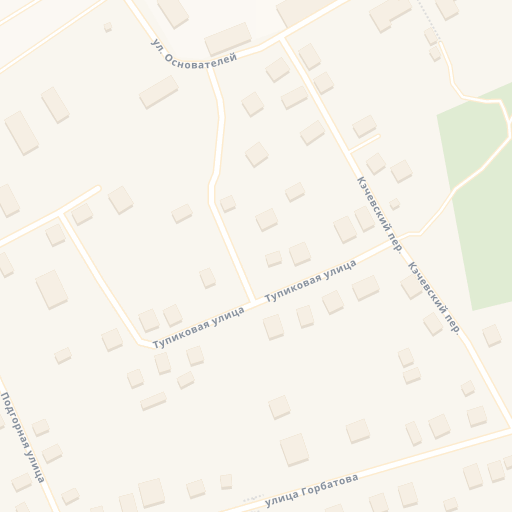 ул. Основателей
Кэчевский пер.
Кэчевский пер.
Тупиковая улица
Тупиковая улица
Подгорная улица
улица Горбатова